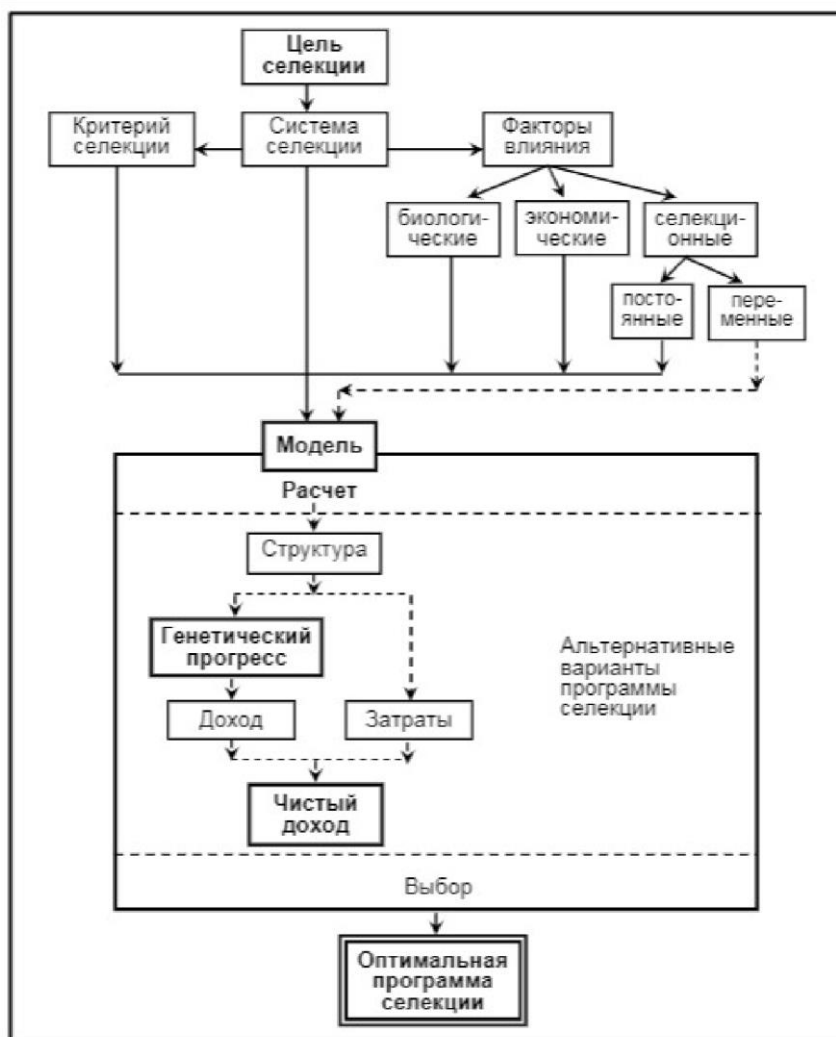 Цель
селекции
Критерий
селекции
Система
селекции
Факторы
влияния
биологи-
ческие
экономи-
ческие
селекци-
онные
посто-
янные
пере-
менные
Модель
Расчет
Структура
Генетический
прогресс
Альтернативные
варианты
программы
селекции
Доход
Затраты
Чистый
доход
Выбор
Оптимальная
программа
селекции